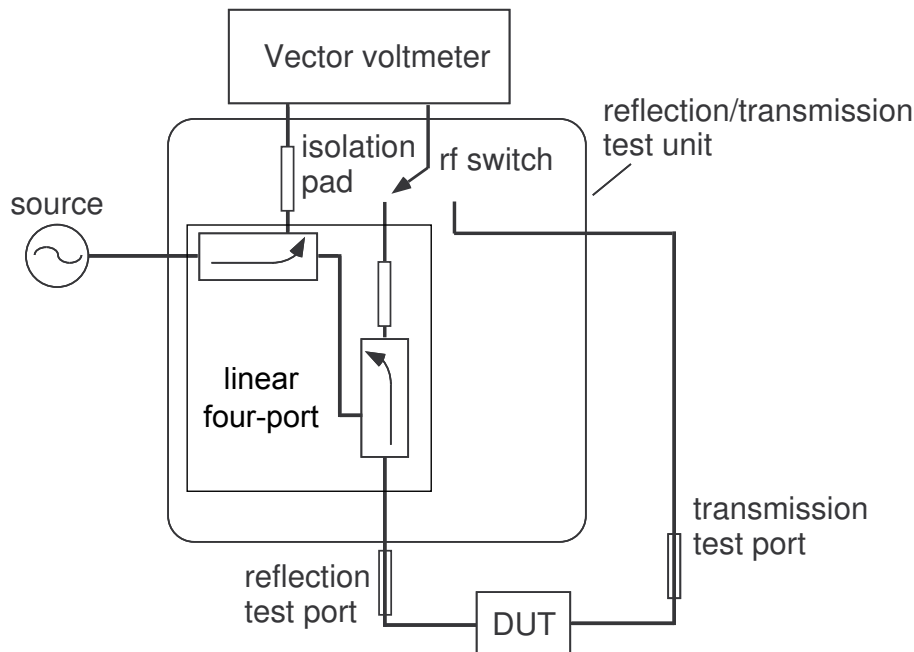 Vector voltmeter
reflection/transmission
test unit
isolation
pad
rf switch
source
linear
four-port
transmission
test port
reflection
test port
DUT